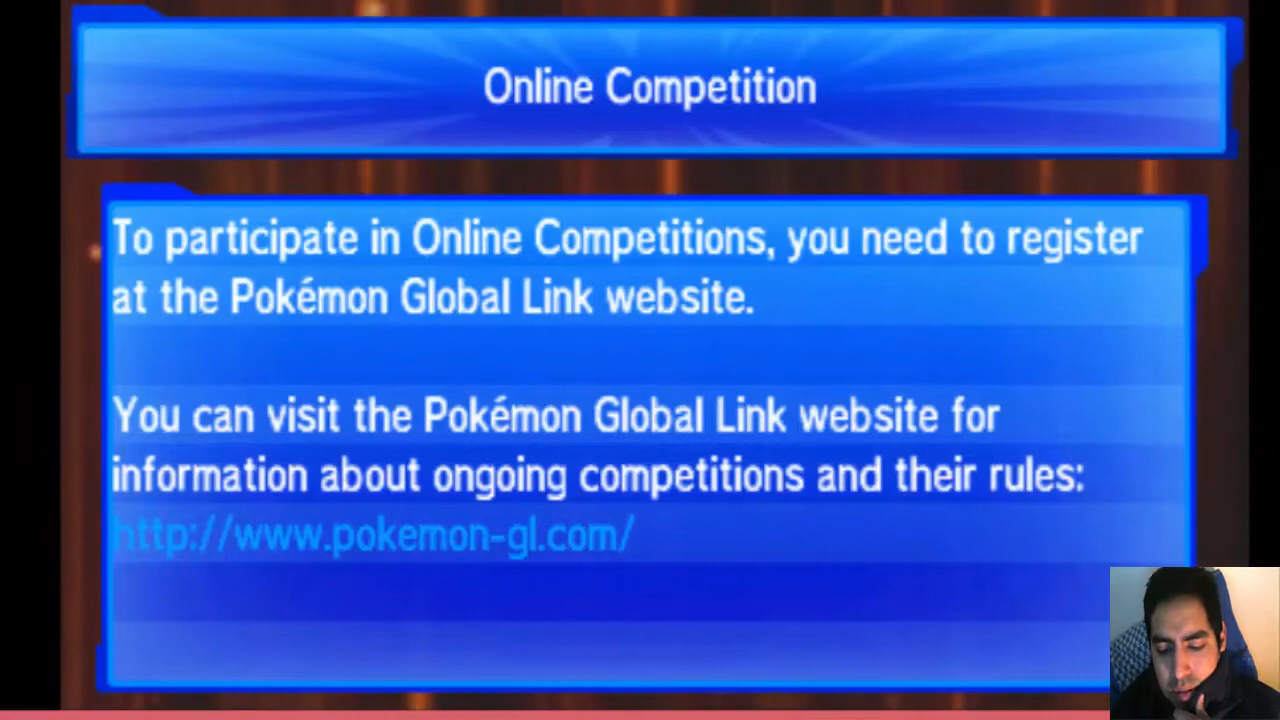 Online Competition
To participate in Online Competitions, you need to register
at the Pokémon Global Link website.
You can visit the Pokémon Global Link website for
information about ongoing competitions and their rules:
http://www.pokemon-gl.com/